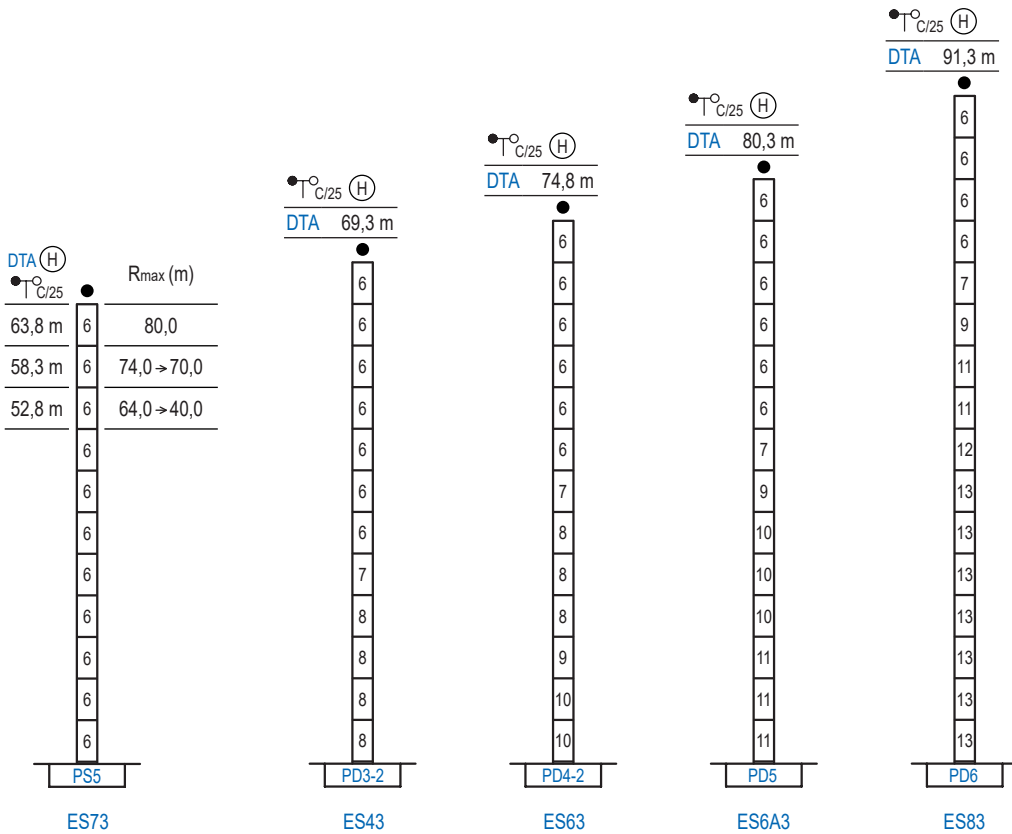 DTA H
C/25
Rmax (m)
63,8 m 6 80,0
58,3 m 6 74,0→70,0
52,8 m 6 64,0→40,0
6
6
6
6
6
6
6
6
PS5
ES73
C/25 H
DTA 69,3 m
6
6
6
6
6
6
6
7
8
8
8
8
PD3-2
ES43
C/25 H
DTA 74,8 m
6
6
6
6
6
6
7
8
8
8
9
10
10
PD4-2
ES63
C/25 H
DTA 80,3 m
6
6
6
6
6
6
7
9
10
10
10
11
11
11
PD5
ES6A3
C/25 H
DTA 91,3 m
6
6
6
6
7
9
11
11
12
13
13
13
13
13
13
13
PD6
ES83